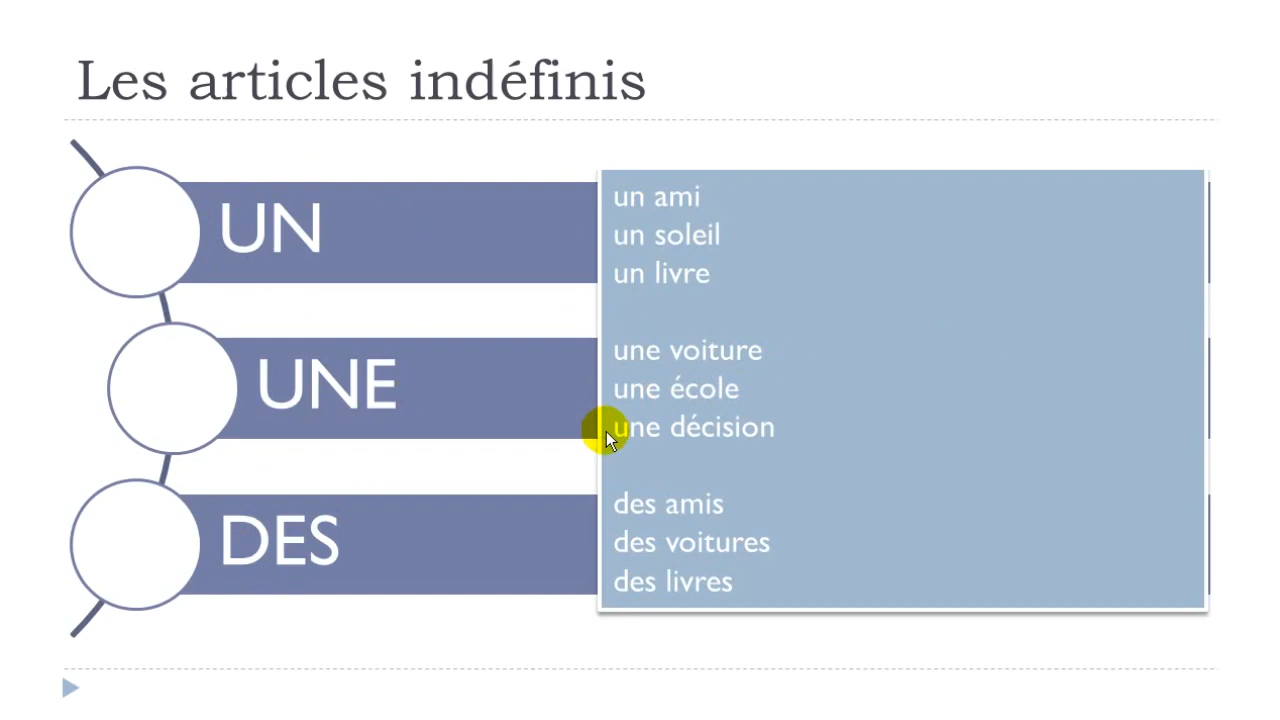 Les articles indéfinis
UN
UNE
DES
un ami
un soleil
un livre
une voiture
une école
une décision
des amis
des voitures
des livres